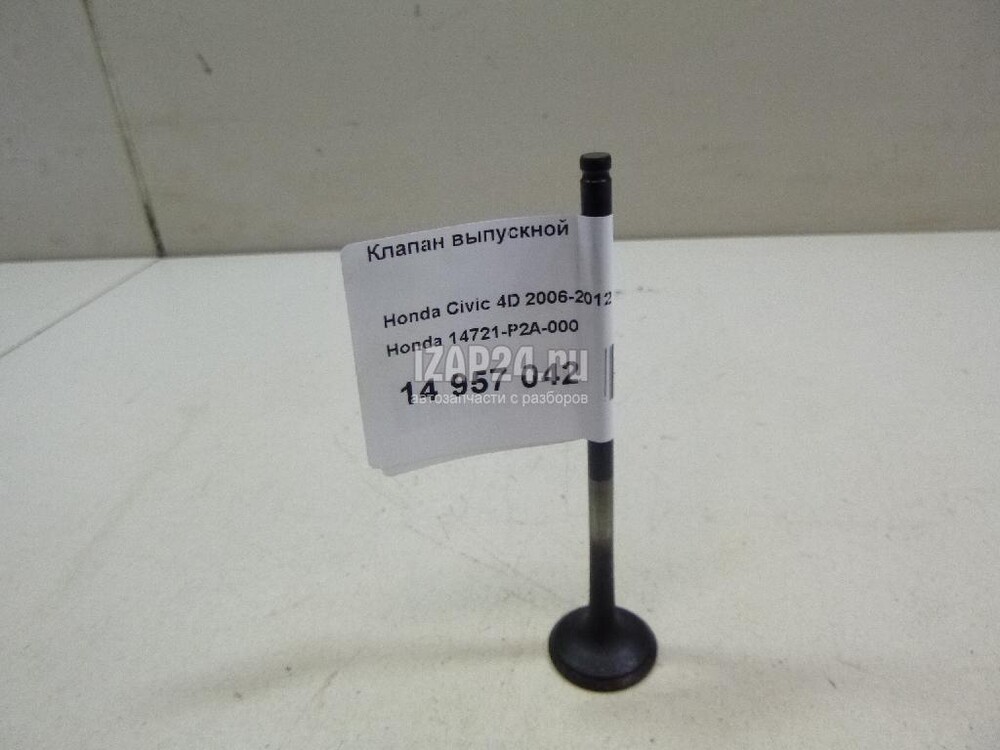 Клапан выпускной
Honda Civic 4D 2006-2012
Honda 14721-P2A-000
IZAP24.ru
14 957 042
автозапчасти с разборов